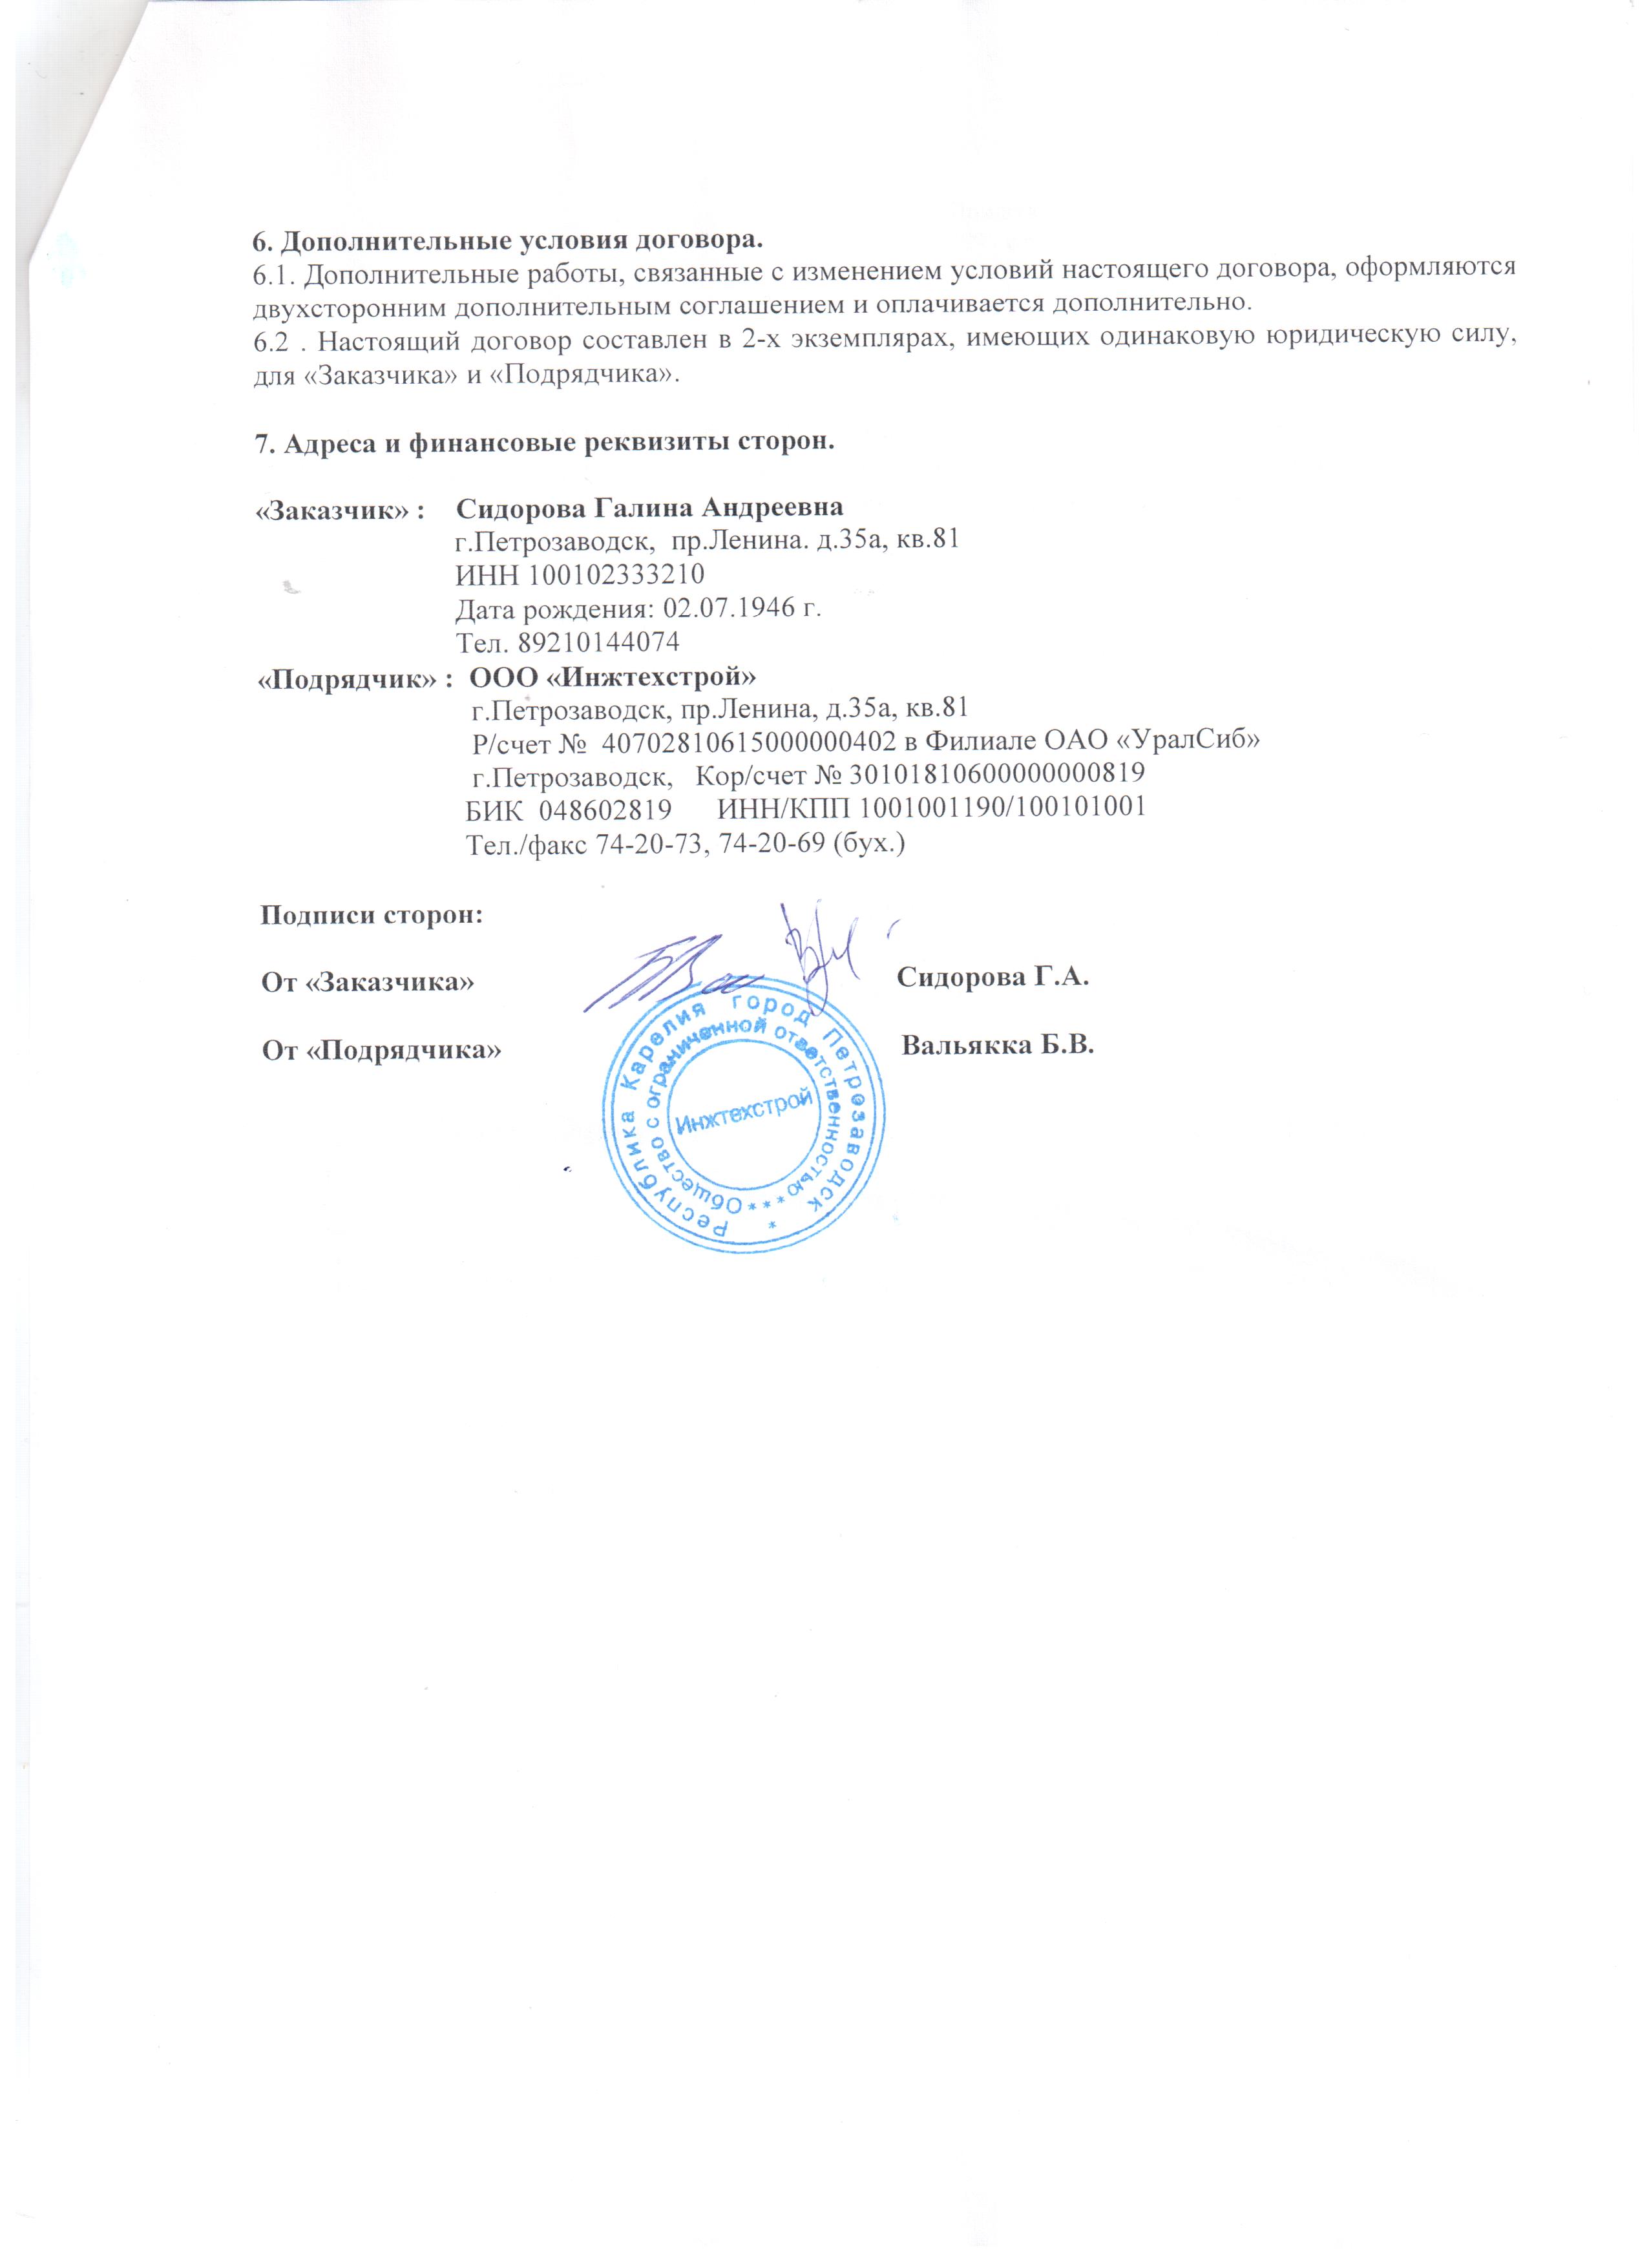 6. Дополнительные условия договора.
6.1. Дополнительные работы, связанные с изменением условий настоящего договора, оформляются
двухсторонним дополнительным соглашением и оплачивается дополнительно.
6.2 . Настоящий договор составлен в 2-х экземплярах, имеющих одинаковую юридическую силу,
для «Заказчика» и «Подрядчика».
7. Адреса и финансовые реквизиты сторон.
«Заказчик» : Сидорова Галина Андреевна
г.Петрозаводск, пр.Ленина. д.35а, кв.81
ИНН 100102333210
Дата рождения: 02.07.1946 г.
Тел. 89210144074
«Подрядчик» : ООО «Инжтехстрой»
г.Петрозаводск, пр.Ленина, д.35а, кв.81
Р/счет № 40702810615000000402 в Филиале ОАО «УралСиб»
г.Петрозаводск, Кор/счет № 30101810600000000819
БИК 048602819 ИНН/КПП 1001001190/100101001
Тел./факс 74-20-73, 74-20-69 (бух.)
Подписи сторон:
От «Заказчика» Сидорова Г.А.
От «Подрядчика» Вальякка Б.В.
Республика Карелия город Петрозаводск *
Общество с ограниченной ответственностью ***
Инжтехстрой